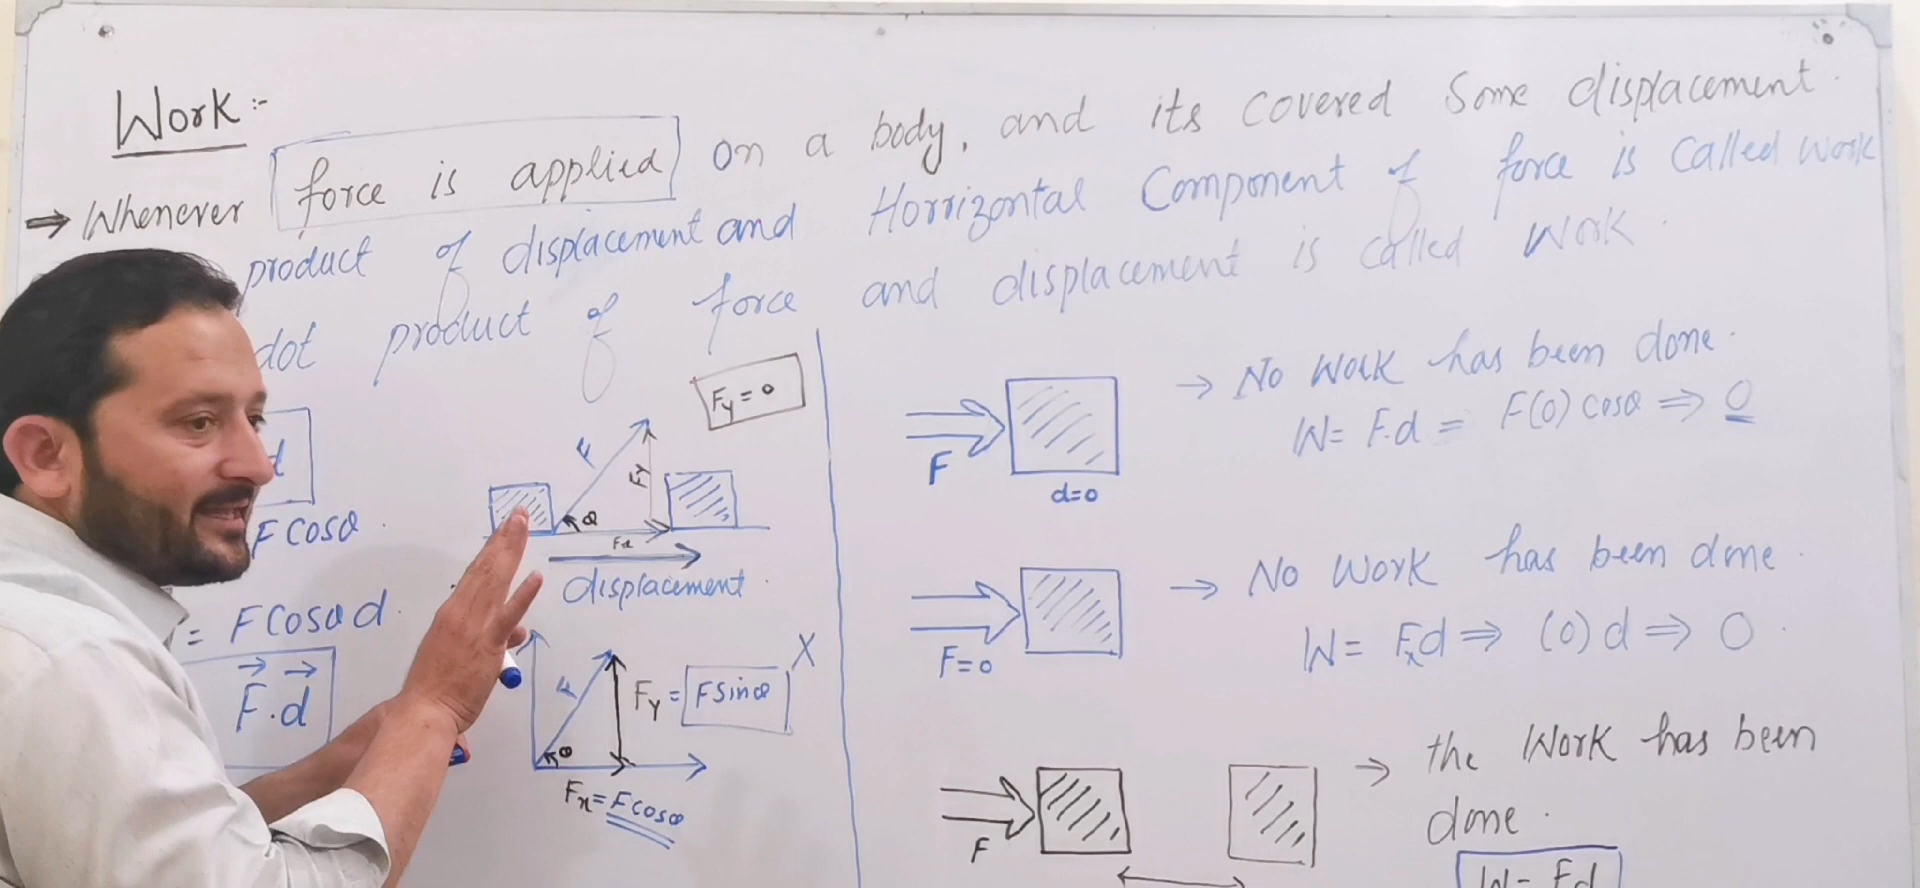 Work :-
→ Whenever force is applied on a body, and its covered some displacement.
product of displacement and Horrizontal Component of force is called work
dot product of force and displacement is called Work.
d
F Cosθ.
= F Cosθ d.
F.d
Fy = 0
F
Fy
θ
Fx
displacement.
F
Fy = F Sinθ
X
θ
Fx = F cosθ
F
d=0
→ No Work has been done.
W = F.d = F(0) cosθ ⇒ 0
F=0
→ No Work has been done.
W = Fxd ⇒ (0) d ⇒ 0.
F
→ the Work has been
done.
W = Fd